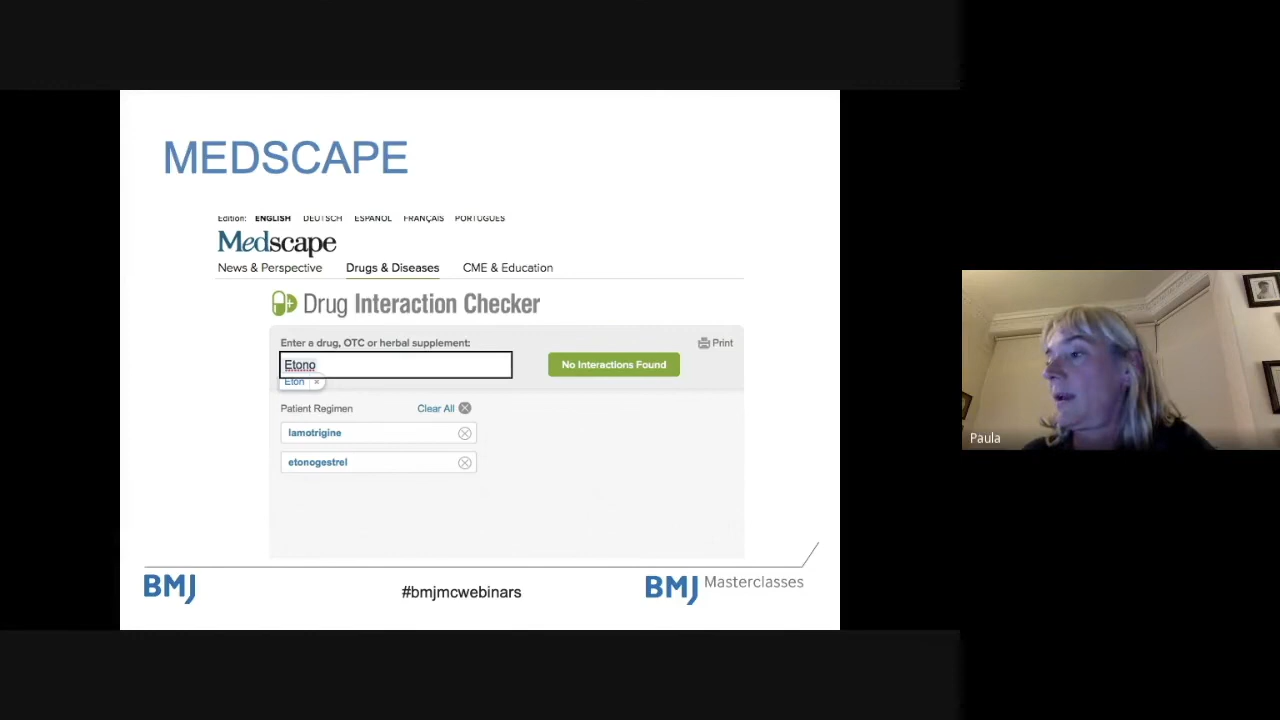 MEDSCAPE
Edition: ENGLISH DEUTSCH ESPAÑOL FRANÇAIS PORTUGUÊS
Medscape
News & Perspective Drugs & Diseases CME & Education
Drug Interaction Checker
Enter a drug, OTC or herbal supplement:
Print
Etono
No Interactions Found
Eton ×
Patient Regimen Clear All
lamotrigine
etonogestrel
BMJ
#bmjmcwebinars
BMJ Masterclasses
Paula